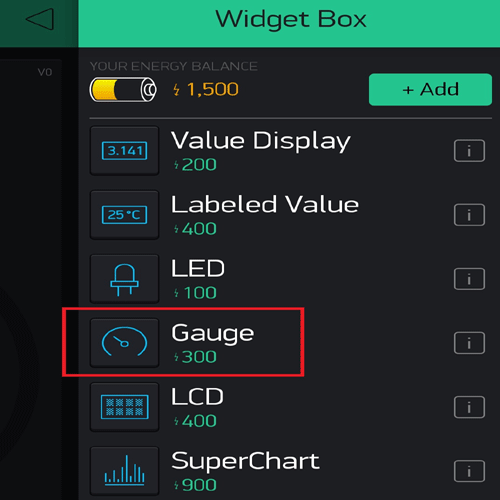 Widget Box
V0
YOUR ENERGY BALANCE
1,500
+ Add
3.141
Value Display
200
i
25°C
Labeled Value
400
i
LED
100
i
Gauge
300
i
LCD
400
i
SuperChart
900
i